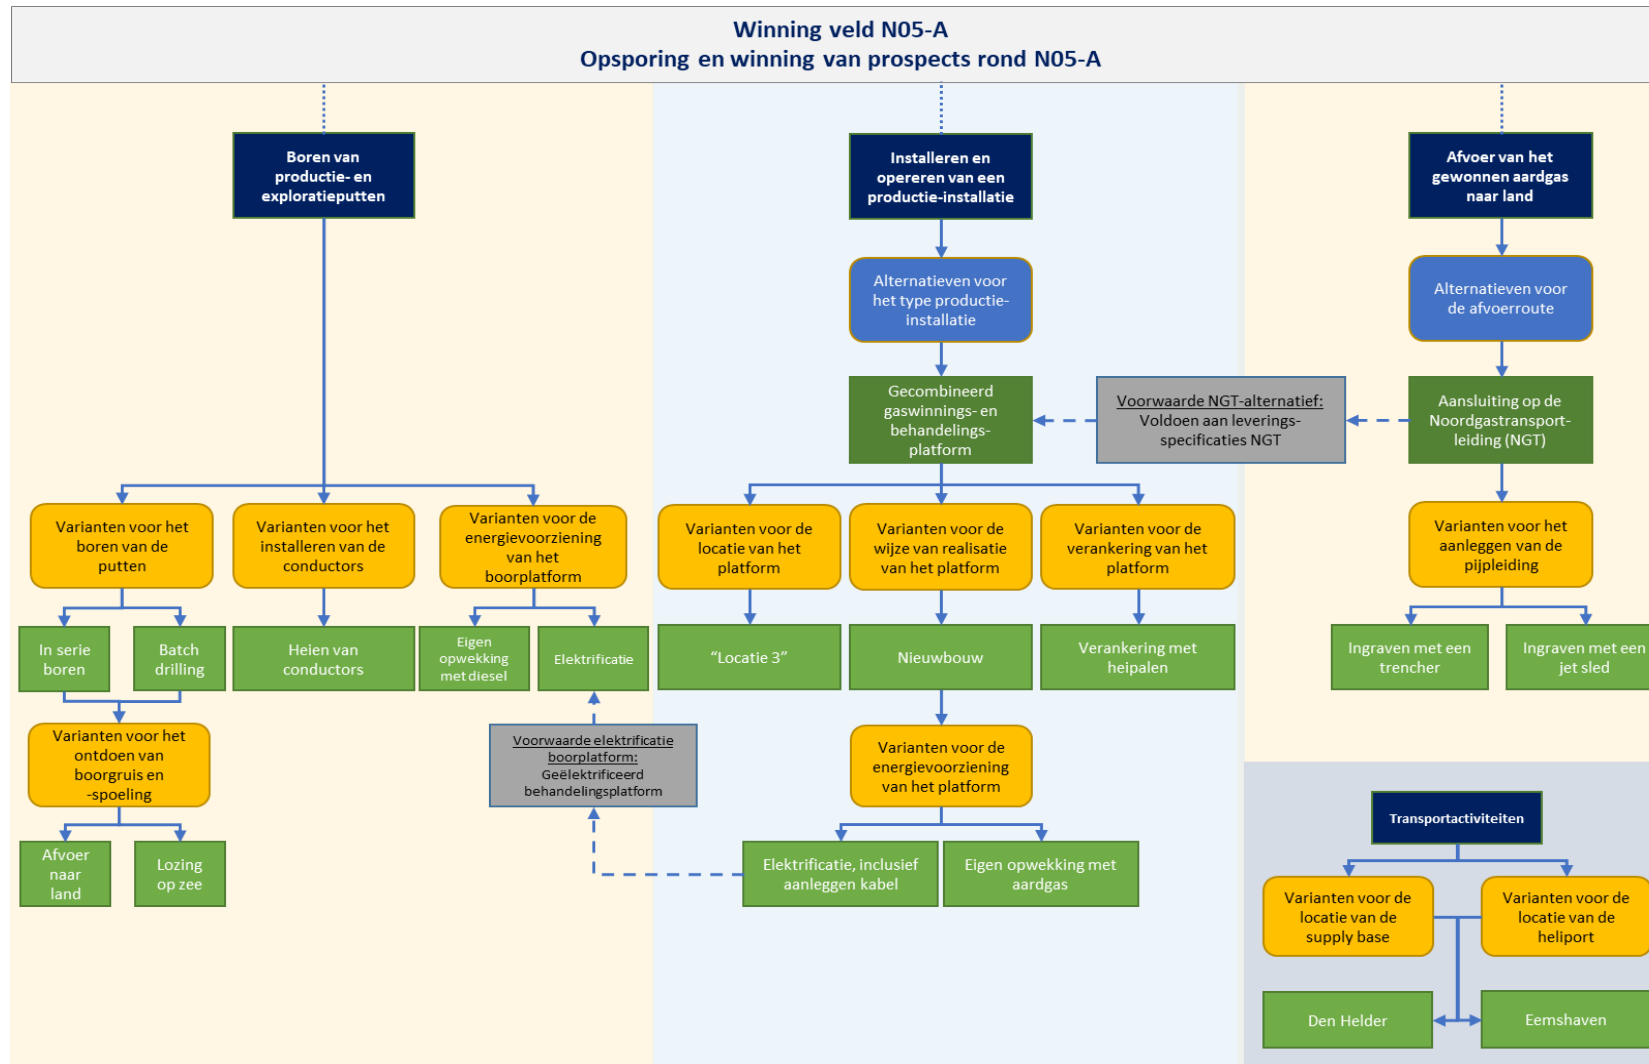 Winning veld N05-A
Opsporing en winning van prospects rond N05-A
Boren van
productie- en
exploratieputten
Varianten voor het
boren van de
putten
Varianten voor het
installeren van de
conductors
Varianten voor de
energievoorziening
van het
boorplatform
In serie
boren
Batch
drilling
Heien van
conductors
Eigen
opwekking
met diesel
Elektrificatie
Varianten voor het
ontdoen van
boorgruis en
-spoeling
Voorwaarde elektrificatie
boorplatform:
Geëlektrificeerd
behandelingsplatform
Afvoer
naar
land
Lozing
op zee
Installeren en
opereren van een
productie-installatie
Alternatieven voor
het type productie-
installatie
Gecombineerd
gaswinnings- en
behandelings-
platform
Voorwaarde NGT-alternatief:
Voldoen aan leverings-
specificaties NGT
Varianten voor de
locatie van het
platform
Varianten voor de
wijze van realisatie
van het platform
Varianten voor de
verankering van het
platform
“Locatie 3”
Nieuwbouw
Verankering met
heipalen
Varianten voor de
energievoorziening
van het platform
Elektrificatie, inclusief
aanleggen kabel
Eigen opwekking met
aardgas
Afvoer van het
gewonnen aardgas
naar land
Alternatieven voor
de afvoerroute
Aansluiting op de
Noordgastransport-
leiding (NGT)
Varianten voor het
aanleggen van de
pijpleiding
Ingraven met een
trencher
Ingraven met een
jet sled
Transportactiviteiten
Varianten voor de
locatie van de
supply base
Varianten voor de
locatie van de
heliport
Den Helder
Eemshaven